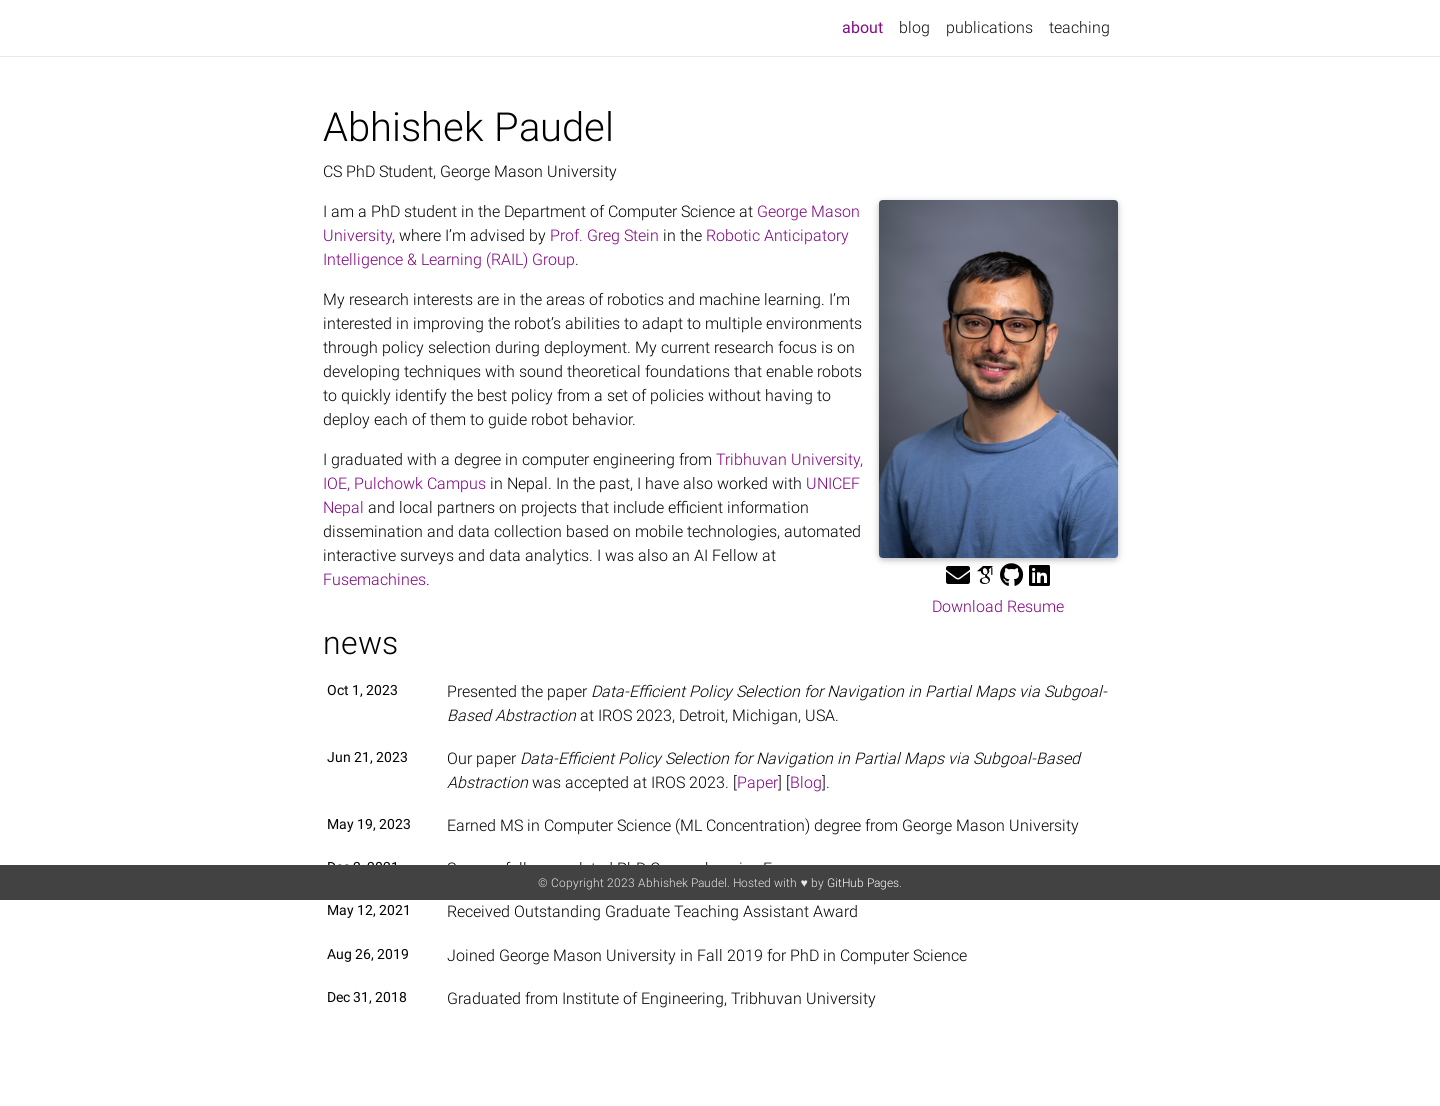 about blog publications teaching
Abhishek Paudel
CS PhD Student, George Mason University
I am a PhD student in the Department of Computer Science at George Mason
University, where I’m advised by Prof. Greg Stein in the Robotic Anticipatory
Intelligence & Learning (RAIL) Group.
My research interests are in the areas of robotics and machine learning. I’m
interested in improving the robot’s abilities to adapt to multiple environments
through policy selection during deployment. My current research focus is on
developing techniques with sound theoretical foundations that enable robots
to quickly identify the best policy from a set of policies without having to
deploy each of them to guide robot behavior.
I graduated with a degree in computer engineering from Tribhuvan University,
IOE, Pulchowk Campus in Nepal. In the past, I have also worked with UNICEF
Nepal and local partners on projects that include efficient information
dissemination and data collection based on mobile technologies, automated
interactive surveys and data analytics. I was also an AI Fellow at
Fusemachines.
Download Resume
news
Oct 1, 2023 Presented the paper Data-Efficient Policy Selection for Navigation in Partial Maps via Subgoal-
Based Abstraction at IROS 2023, Detroit, Michigan, USA.
Jun 21, 2023 Our paper Data-Efficient Policy Selection for Navigation in Partial Maps via Subgoal-Based
Abstraction was accepted at IROS 2023. [Paper] [Blog].
May 19, 2023 Earned MS in Computer Science (ML Concentration) degree from George Mason University
© Copyright 2023 Abhishek Paudel. Hosted with ♥ by GitHub Pages.
May 12, 2021 Received Outstanding Graduate Teaching Assistant Award
Aug 26, 2019 Joined George Mason University in Fall 2019 for PhD in Computer Science
Dec 31, 2018 Graduated from Institute of Engineering, Tribhuvan University